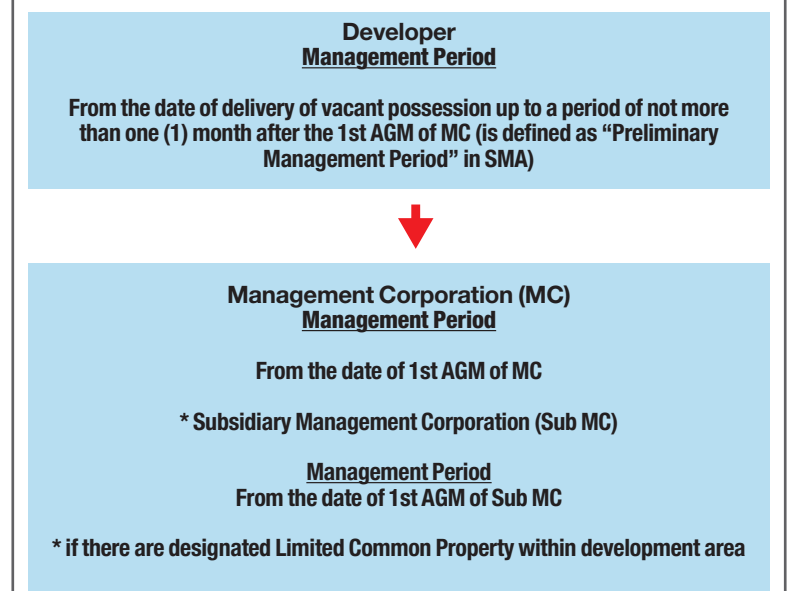 Developer
Management Period
From the date of delivery of vacant possession up to a period of not more
than one (1) month after the 1st AGM of MC (is defined as “Preliminary
Management Period” in SMA)
Management Corporation (MC)
Management Period
From the date of 1st AGM of MC
* Subsidiary Management Corporation (Sub MC)
Management Period
From the date of 1st AGM of Sub MC
* if there are designated Limited Common Property within development area